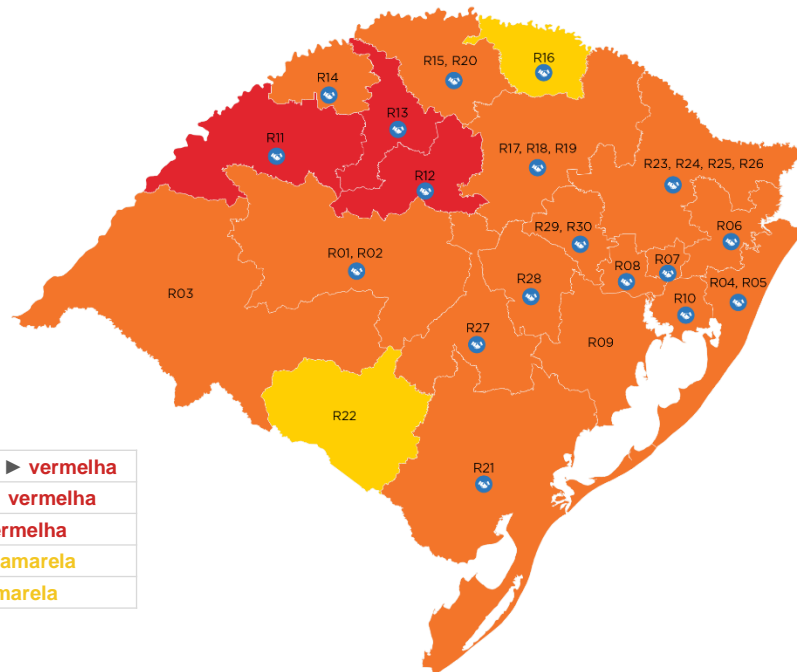 R16
R15, R20
R14
R13
R11
R17, R18, R19
R23, R24, R25, R26
R12
R29, R30
R06
R01, R02
R07
R08
R28
R04, R05
R03
R10
R27
R09
R22
► vermelha
R21
vermelha
amarela